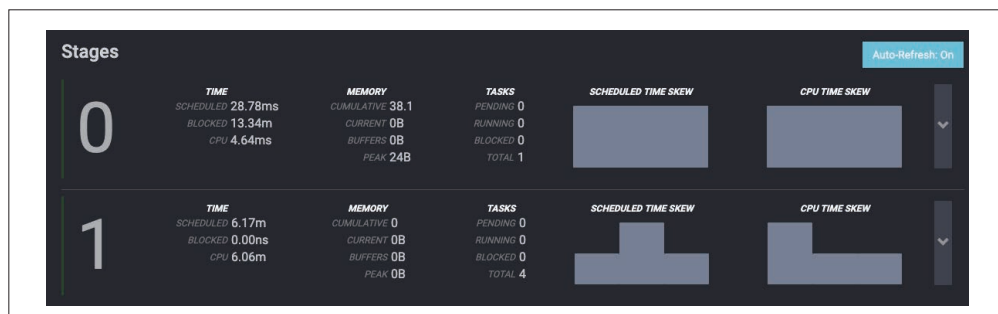 Stages
Auto-Refresh: On
0
TIME
SCHEDULED 28.78ms
BLOCKED 13.34m
CPU 4.64ms
MEMORY
CUMULATIVE 38.1
CURRENT 0B
BUFFERS 0B
PEAK 24B
TASKS
PENDING 0
RUNNING 0
BLOCKED 0
TOTAL 1
SCHEDULED TIME SKEW
CPU TIME SKEW
1
TIME
SCHEDULED 6.17m
BLOCKED 0.00ns
CPU 6.06m
MEMORY
CUMULATIVE 0
CURRENT 0B
BUFFERS 0B
PEAK 0B
TASKS
PENDING 0
RUNNING 0
BLOCKED 0
TOTAL 4
SCHEDULED TIME SKEW
CPU TIME SKEW